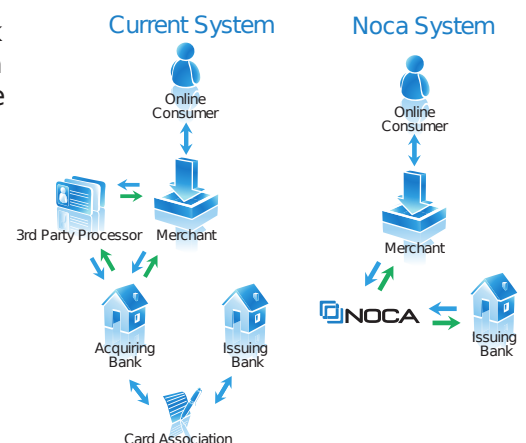 Current System
Online
Consumer
3rd Party Processor
Merchant
Acquiring
Bank
Issuing
Bank
Card Association
Noca System
Online
Consumer
Merchant
NOCA
Issuing
Bank